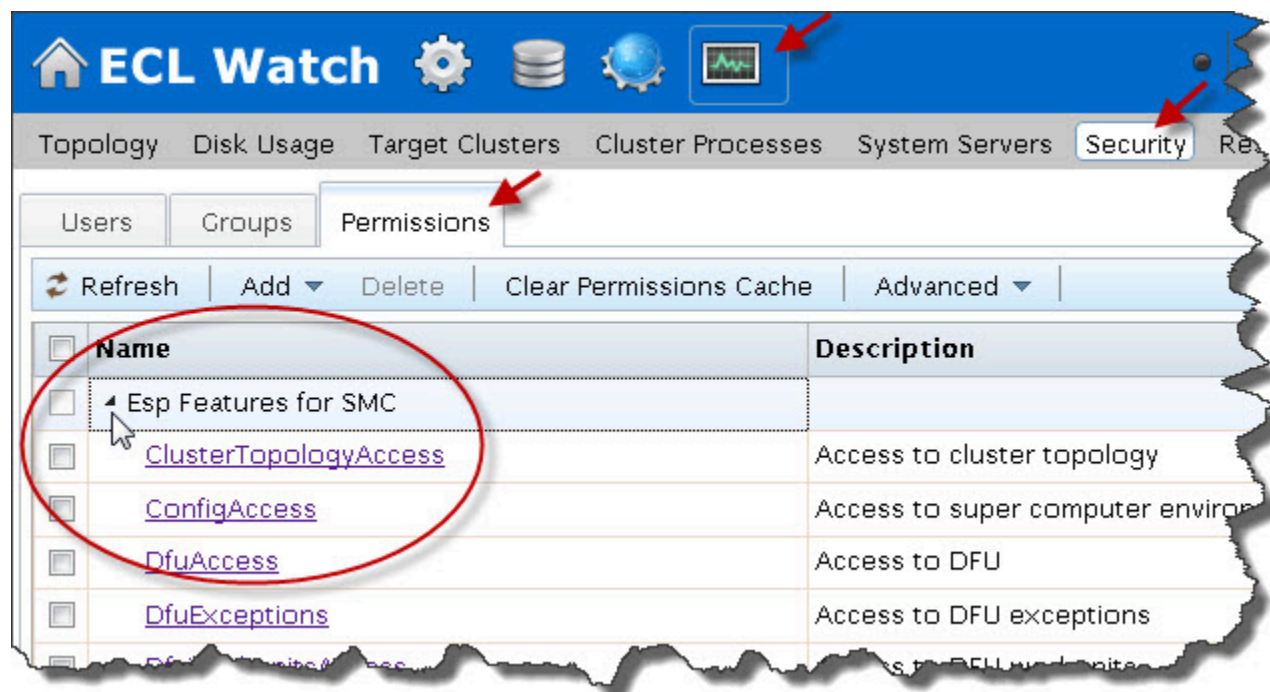 ECL Watch
Topology Disk Usage Target Clusters Cluster Processes System Servers Security
Users Groups Permissions
Refresh Add Delete Clear Permissions Cache Advanced
Name Description
Esp Features for SMC
ClusterTopologyAccess Access to cluster topology
ConfigAccess Access to super computer
DfuAccess Access to DFU
DfuExceptions Access to DFU exceptions